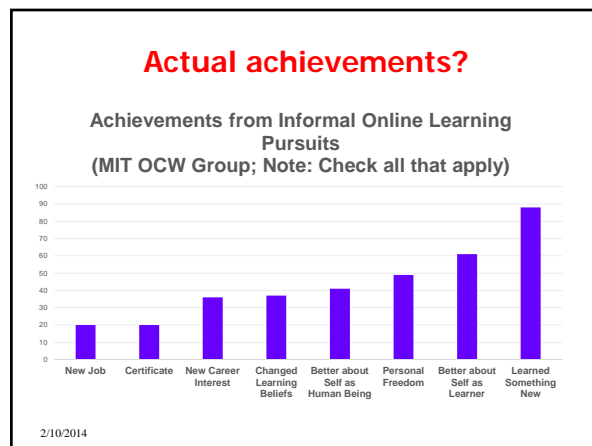 Actual achievements?
Achievements from Informal Online Learning
Pursuits
(MIT OCW Group; Note: Check all that apply)
100
90
80
70
60
50
40
30
20
10
0
New Job
Certificate
New Career
Interest
Changed
Learning
Beliefs
Better about
Self as
Human Being
Personal
Freedom
Better about
Self as
Learner
Learned
Something
New
2/10/2014